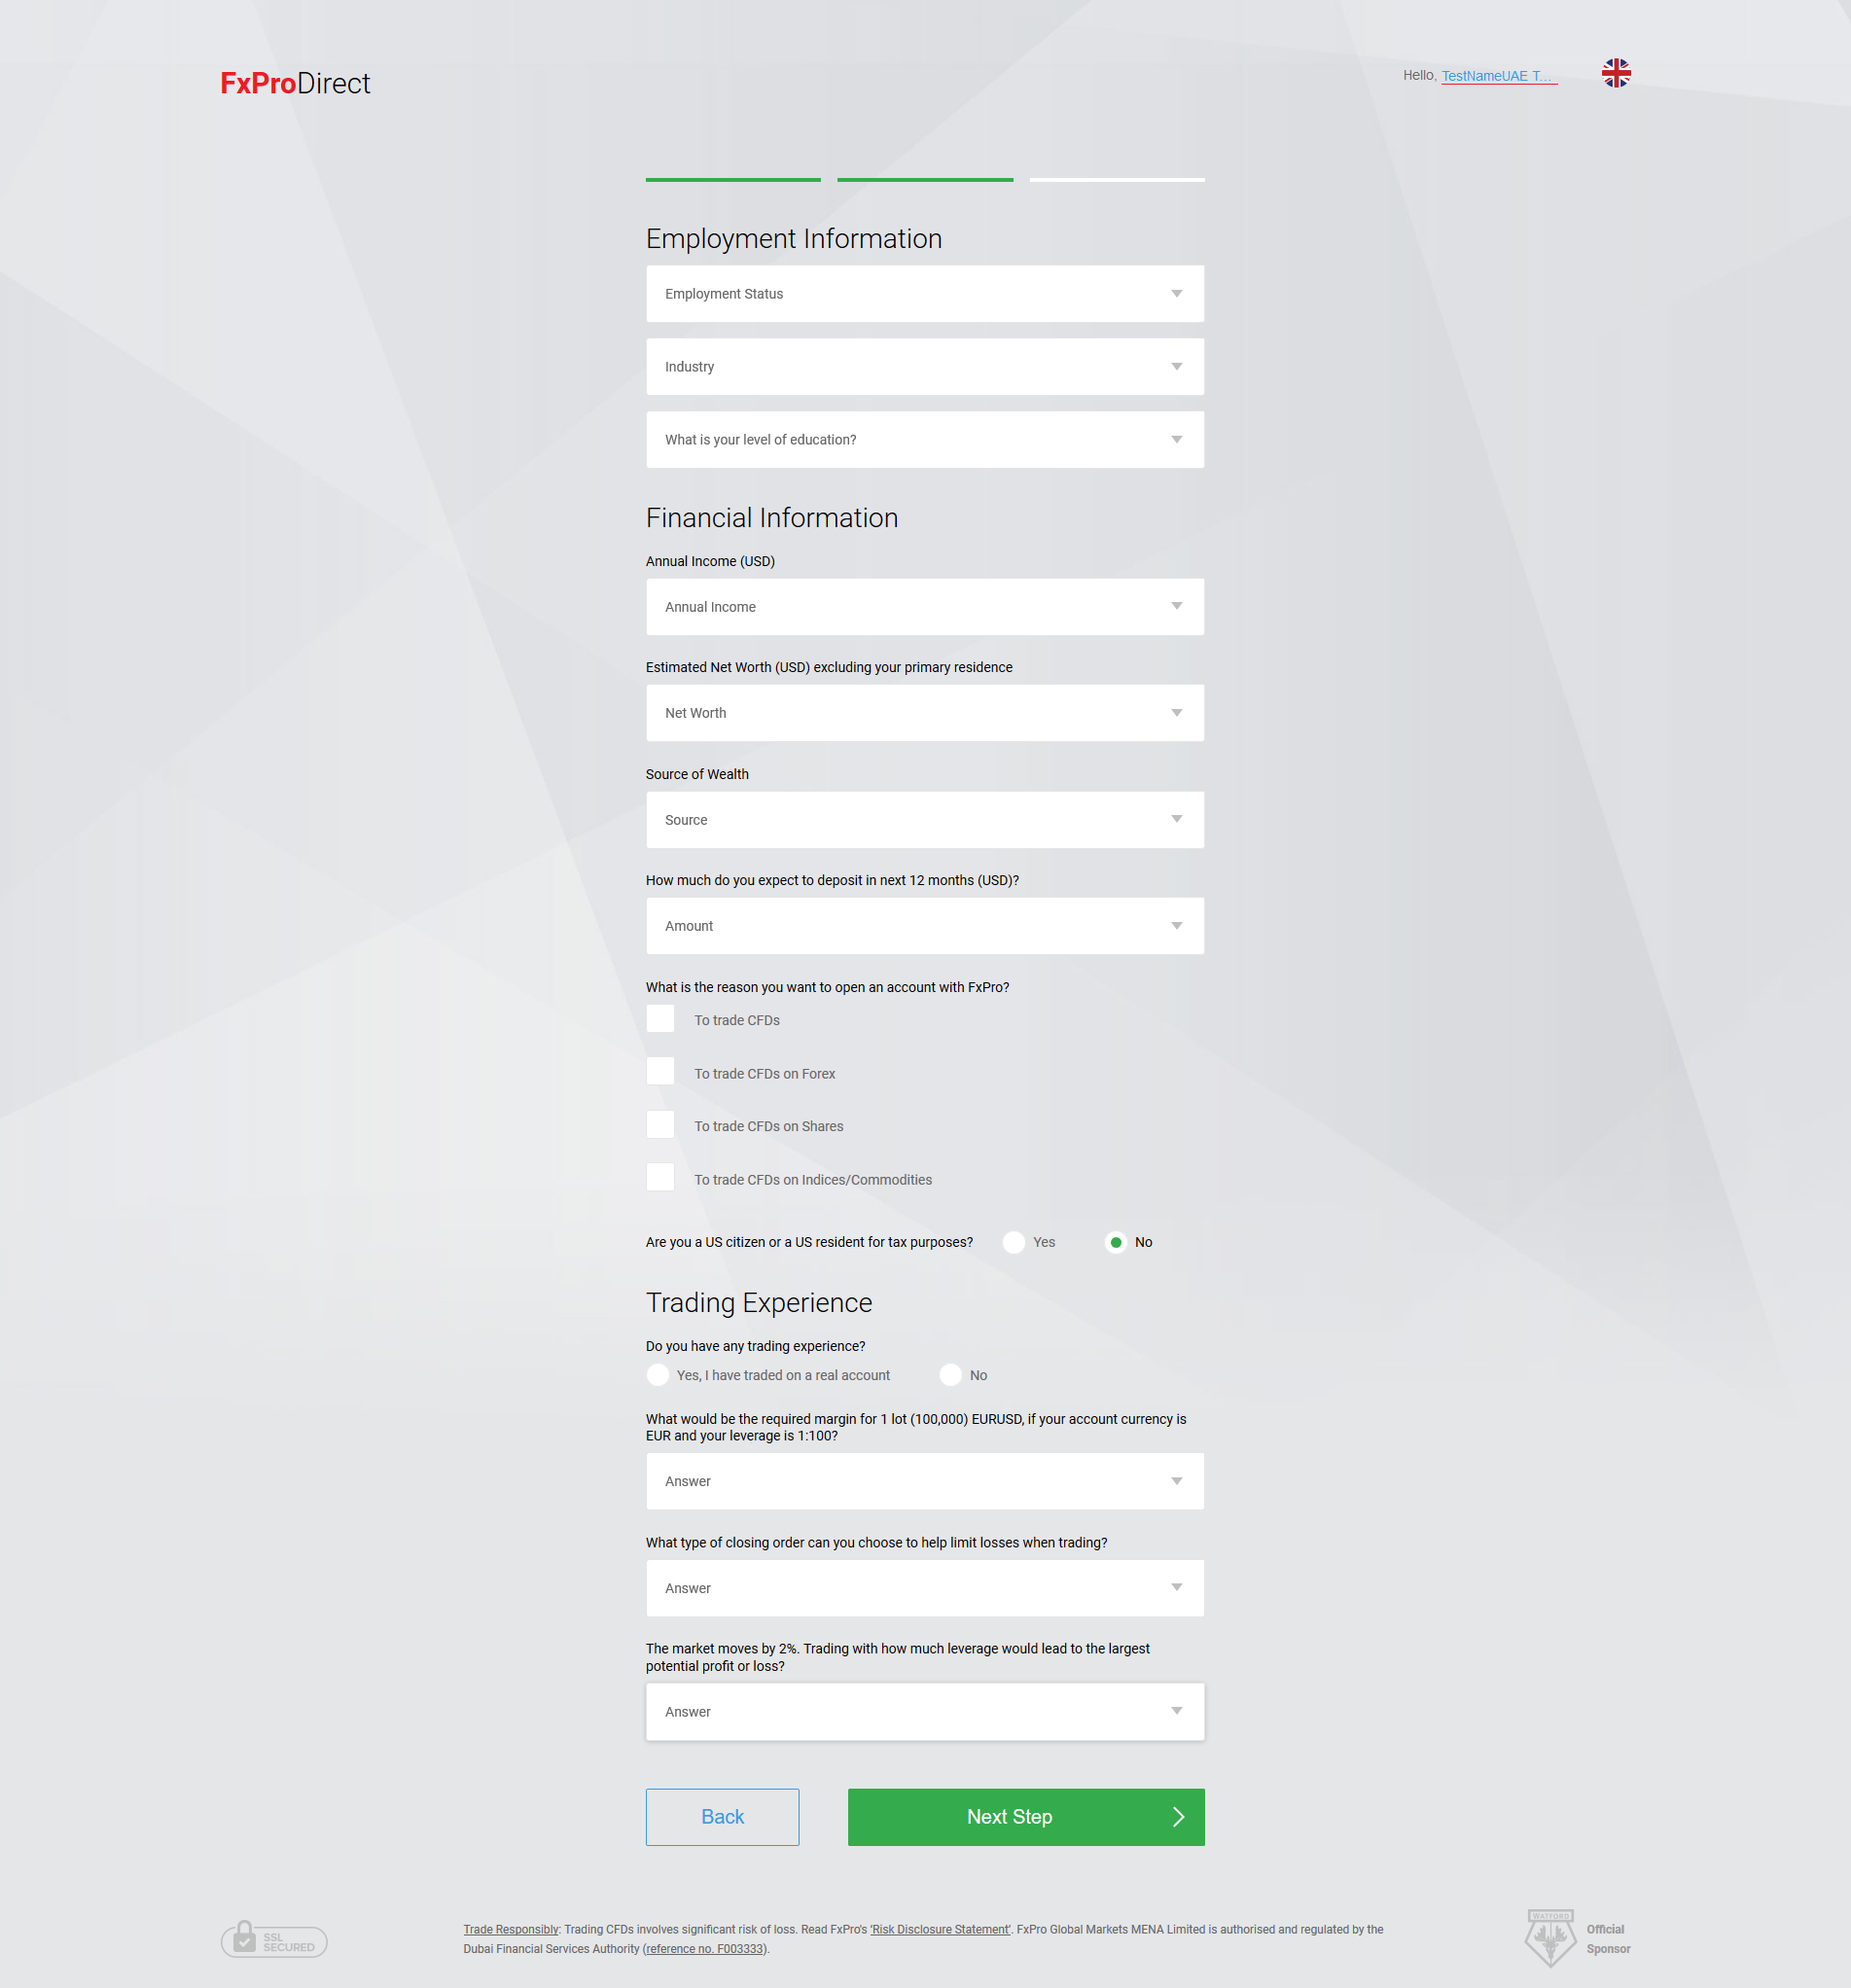 FxProDirect
Hello, TestNameUAE T...
Employment Information
Employment Status
Industry
What is your level of education?
Financial Information
Annual Income (USD)
Annual Income
Estimated Net Worth (USD) excluding your primary residence
Net Worth
Source of Wealth
Source
How much do you expect to deposit in next 12 months (USD)?
Amount
What is the reason you want to open an account with FxPro?
To trade CFDs
To trade CFDs on Forex
To trade CFDs on Shares
To trade CFDs on Indices/Commodities
Are you a US citizen or a US resident for tax purposes? Yes No
Trading Experience
Do you have any trading experience?
Yes, I have traded on a real account No
What would be the required margin for 1 lot (100,000) EURUSD, if your account currency is
EUR and your leverage is 1:100?
Answer
What type of closing order can you choose to help limit losses when trading?
Answer
The market moves by 2%. Trading with how much leverage would lead to the largest
potential profit or loss?
Answer
Back
Next Step
SSL
SECURED
Trade Responsibly: Trading CFDs involves significant risk of loss. Read FxPro's 'Risk Disclosure Statement'. FxPro Global Markets MENA Limited is authorised and regulated by the
Dubai Financial Services Authority (reference no. F003333).
WATFORD
Official
Sponsor